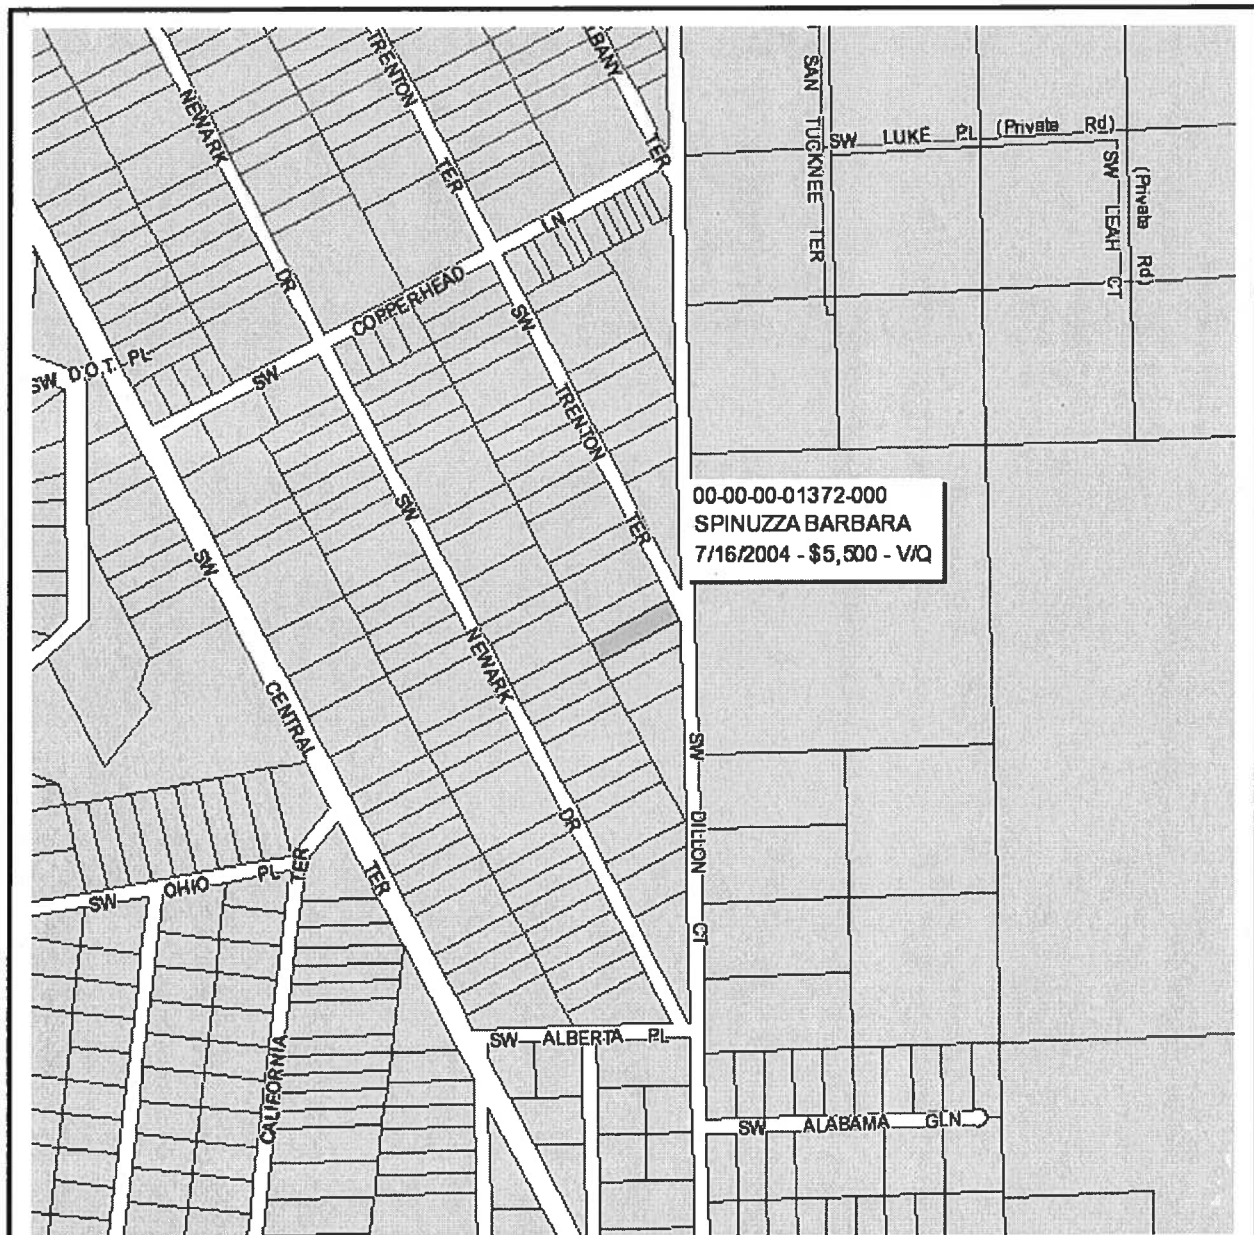 NEWARK
DR
TRENTON
TER
LBANY
TER
SAN TUCKNEE TER
SW LUKE PL (Private Rd)
SW LEAH CT
(Private Rd)
SW COPPERHEAD LN
SW D.O.T. PL
SW TRENTON TER
SW NEWARK DR
SW CENTRAL TER
00-00-00-01372-000
SPINUZZA BARBARA
7/16/2004 - $5,500 - V/Q
SW DILLON CT
SW OHIO PL
CALIFORNIA TER
SW ALBERTA PL
SW ALABAMA GLN